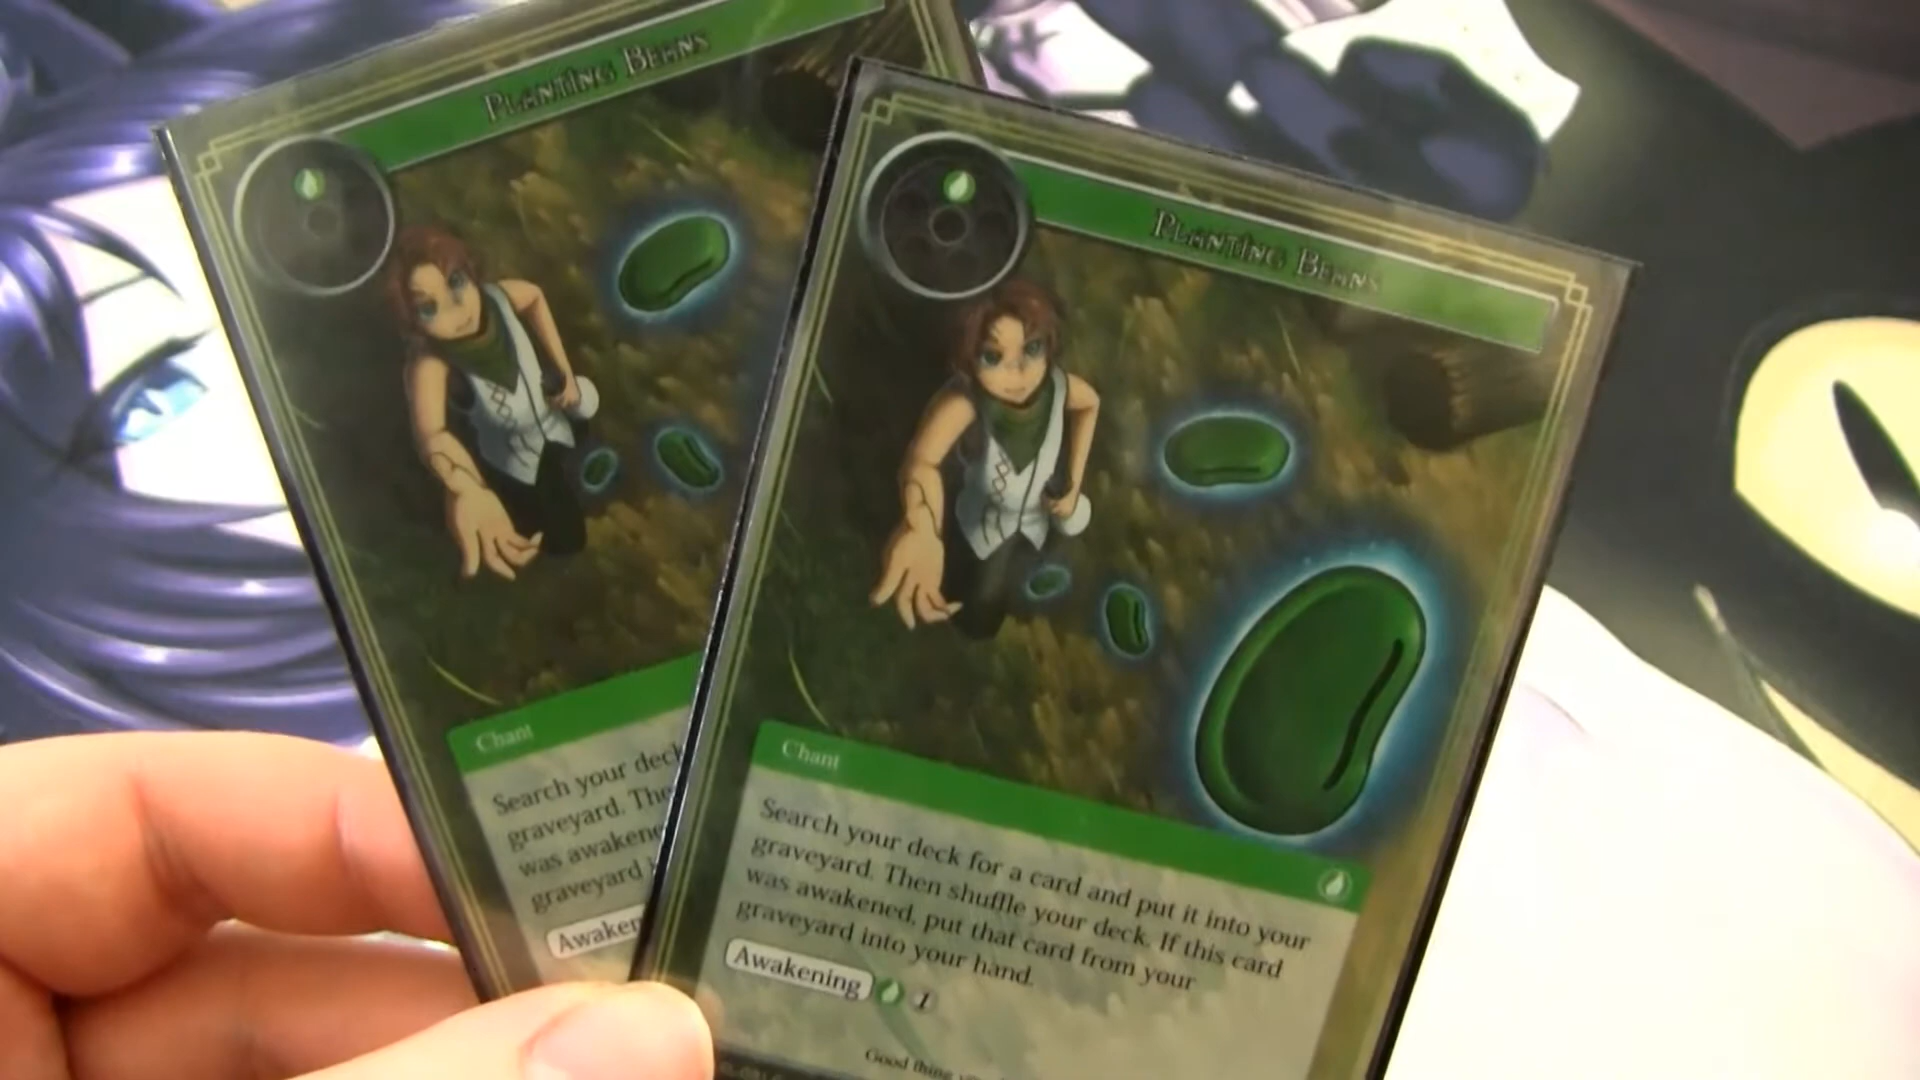 Planting Beans
Chant
Search your deck
graveyard. The
was awakene
graveyard
Awaken
Planting Beans
Chant
Search your deck for a card and put it into your
graveyard. Then shuffle your deck. If this card
was awakened, put that card from your
graveyard into your hand.
Awakening 1
Good thing